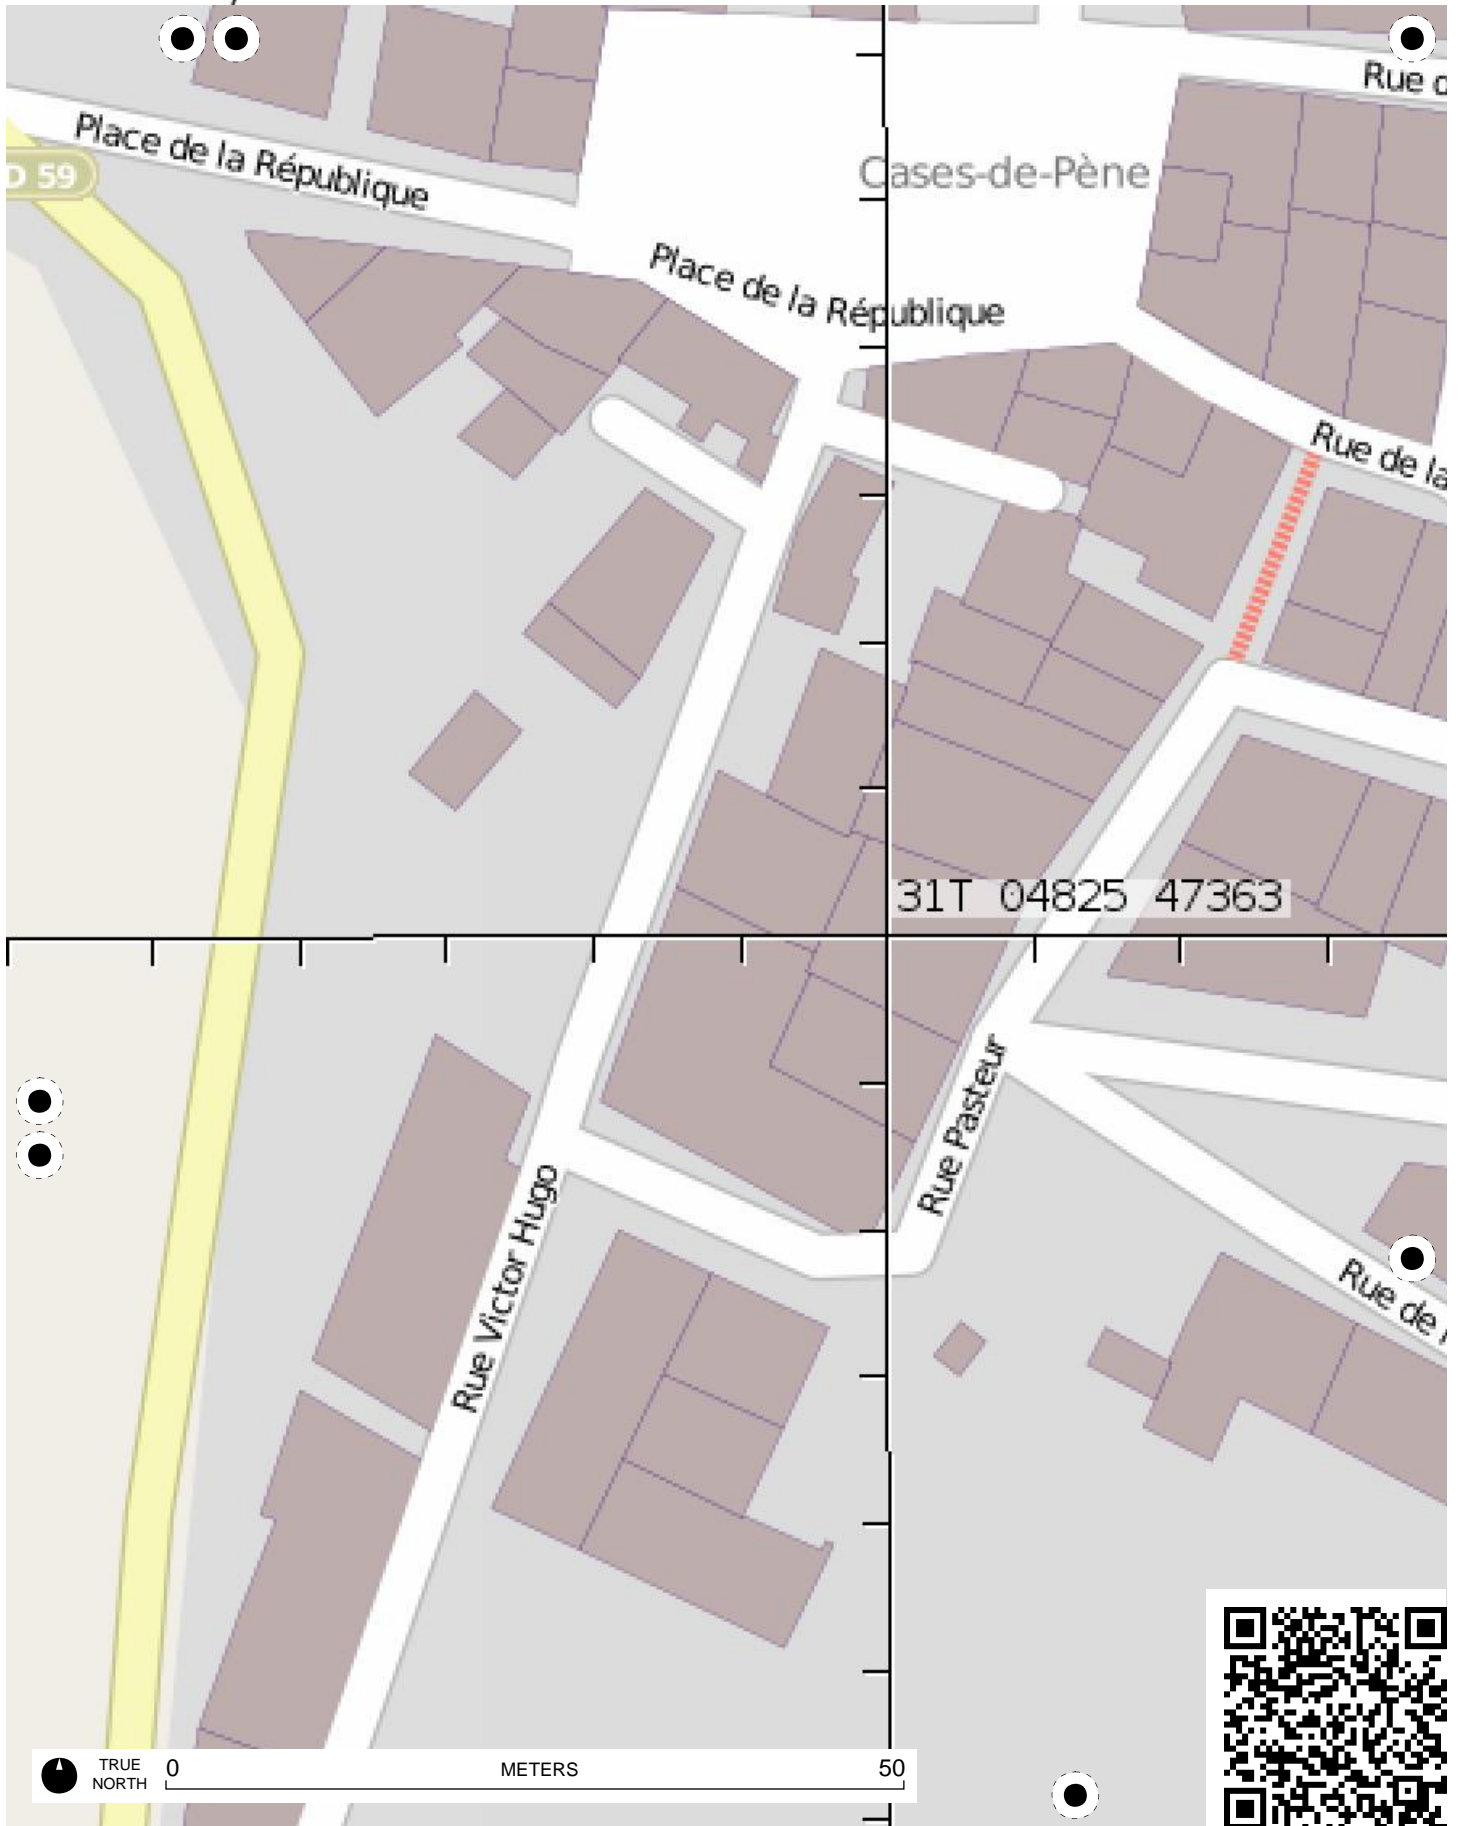 Rue d
Place de la République
D 59
Cases-de-Pène
Place de la République
Rue de la
31T 04825 47363
Rue Pasteur
Rue Victor Hugo
Rue de
TRUE NORTH
0 METERS 50